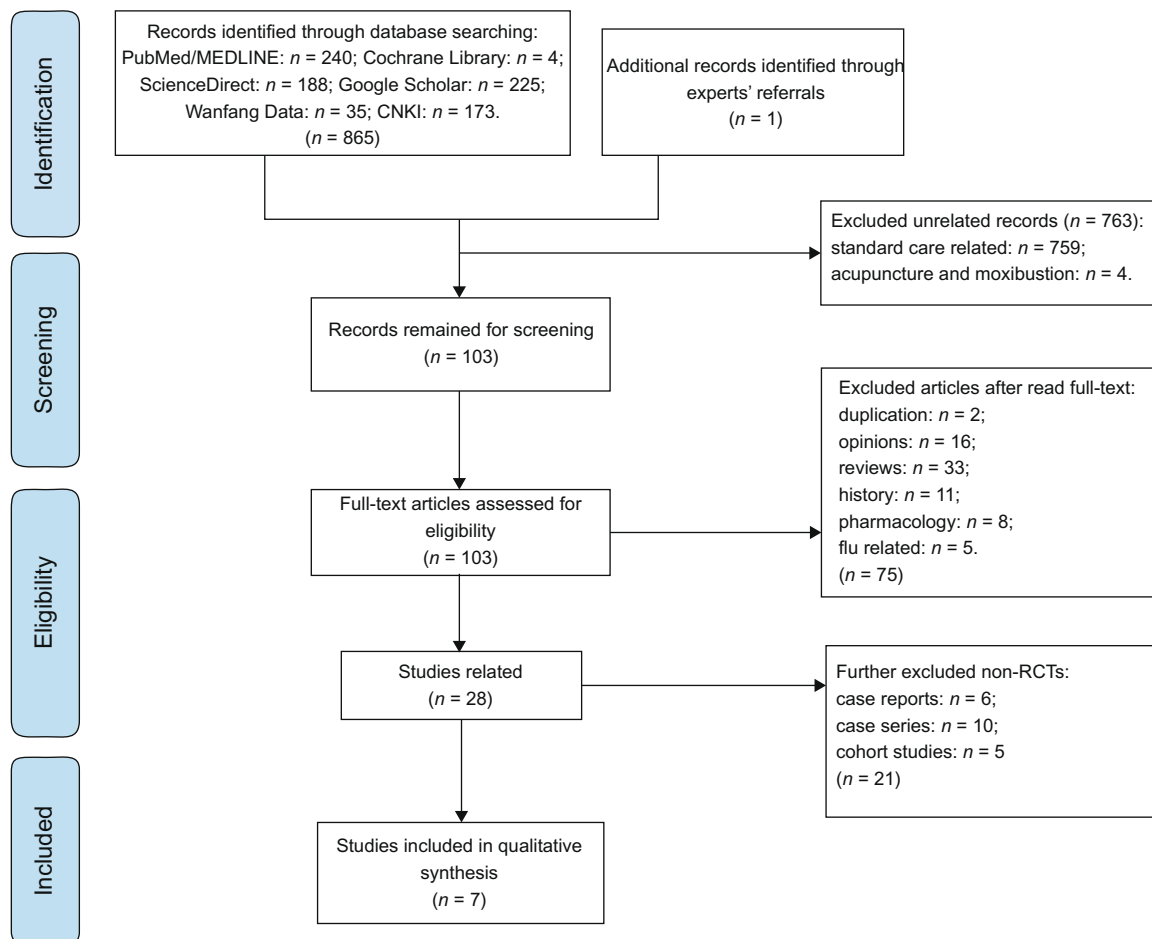 Identification
Records identified through database searching:
PubMed/MEDLINE: n = 240; Cochrane Library: n = 4;
ScienceDirect: n = 188; Google Scholar: n = 225;
Wanfang Data: n = 35; CNKI: n = 173.
(n = 865)
Additional records identified through
experts’ referrals
(n = 1)
Excluded unrelated records (n = 763):
standard care related: n = 759;
acupuncture and moxibustion: n = 4.
Screening
Records remained for screening
(n = 103)
Excluded articles after read full-text:
duplication: n = 2;
opinions: n = 16;
reviews: n = 33;
history: n = 11;
pharmacology: n = 8;
flu related: n = 5.
(n = 75)
Eligibility
Full-text articles assessed for
eligibility
(n = 103)
Studies related
(n = 28)
Further excluded non-RCTs:
case reports: n = 6;
case series: n = 10;
cohort studies: n = 5
(n = 21)
Included
Studies included in qualitative
synthesis
(n = 7)